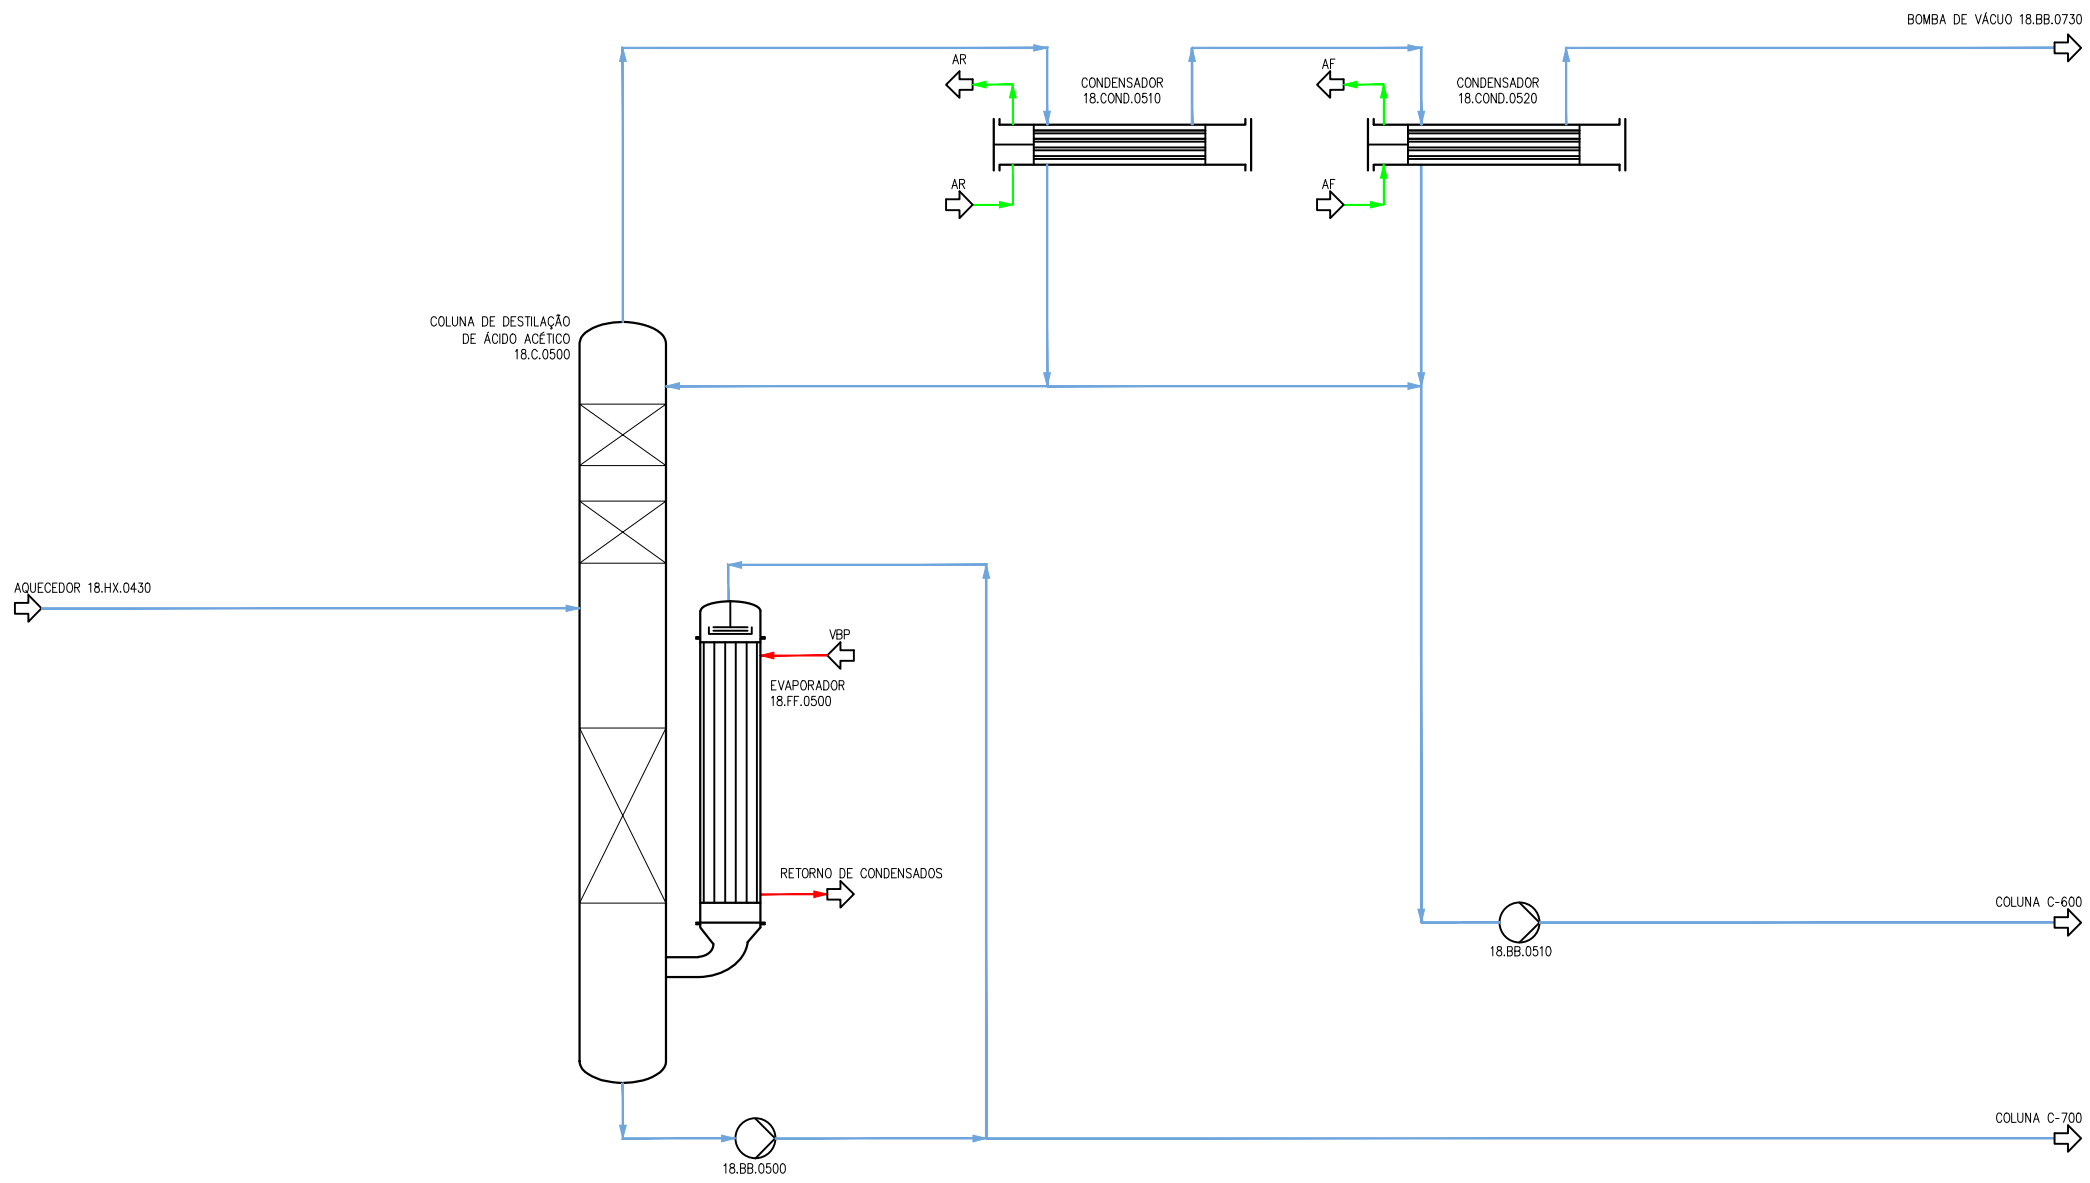 BOMBA DE VÁCUO 18.BB.0730
AR
CONDENSADOR
18.COND.0510
AF
CONDENSADOR
18.COND.0520
AR
AF
COLUNA DE DESTILAÇÃO
DE ÁCIDO ACÉTICO
18.C.0500
AQUECEDOR 18.HX.0430
VBP
EVAPORADOR
18.FF.0500
RETORNO DE CONDENSADOS
COLUNA C-600
18.BB.0510
COLUNA C-700
18.BB.0500